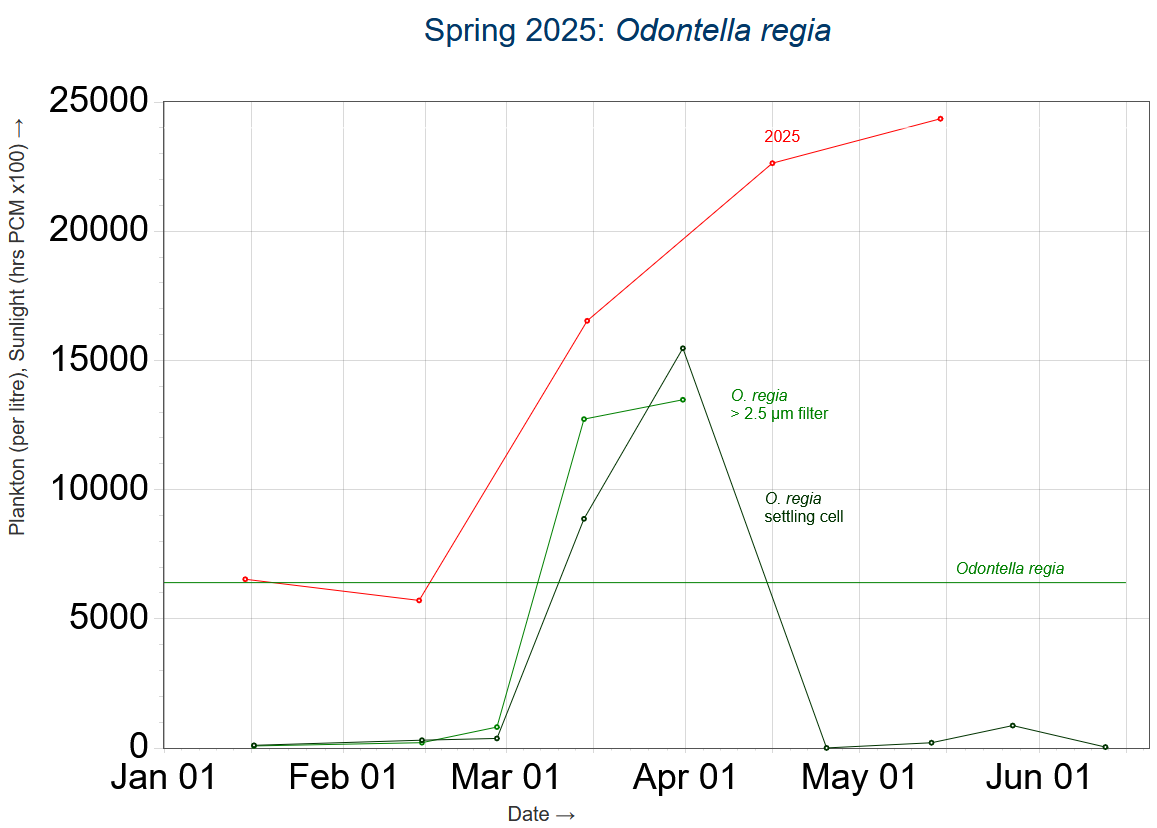 Spring 2025: Odontella regia
Plankton (per litre), Sunlight (hrs PCM x100) →
25000
20000
15000
10000
5000
0
2025
O. regia
> 2.5 µm filter
O. regia
settling cell
Odontella regia
Jan 01 Feb 01 Mar 01 Apr 01 May 01 Jun 01
Date →